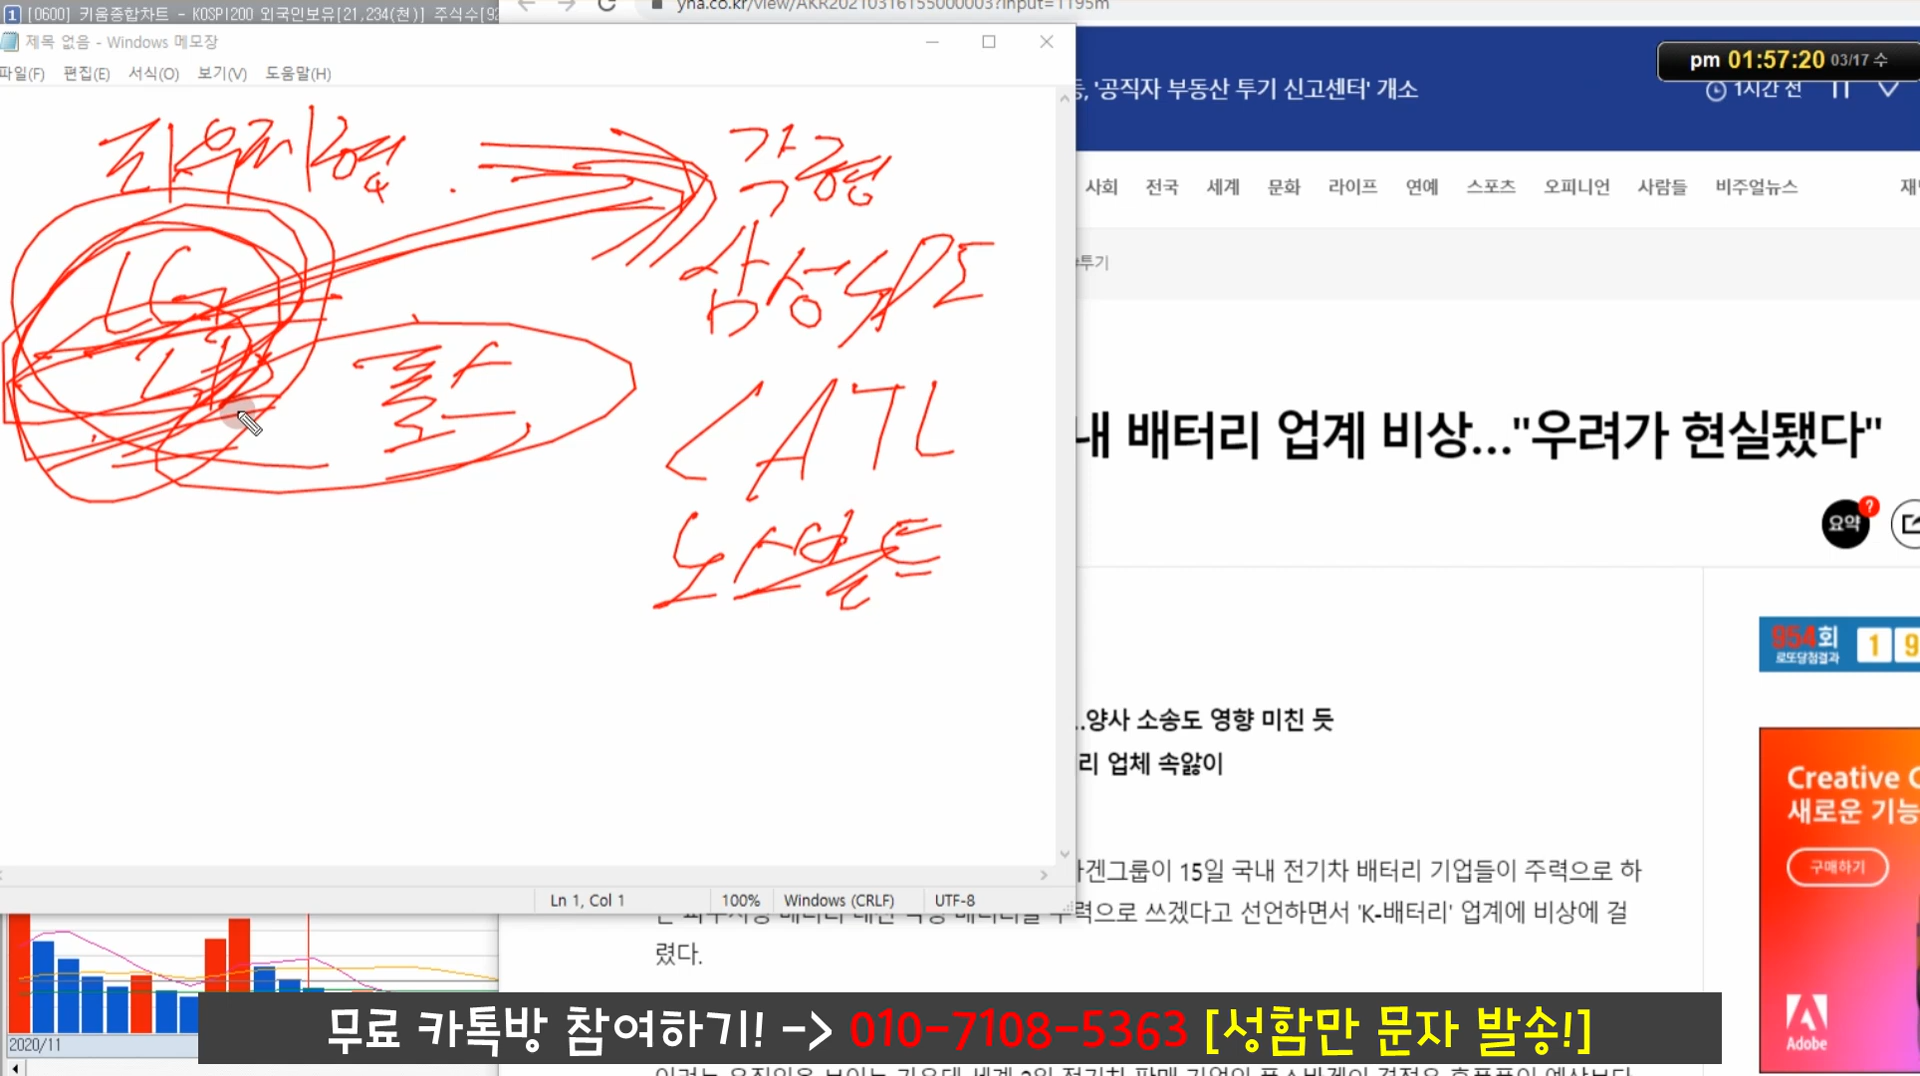 [0600] 키움종합차트 - KOSPI200 외국인보유[21,234(천)] 주식수[92
yna.co.kr/view/AKR20210316155000003?input=1195m
제목 없음 - Windows 메모장
파일(F) 편집(E) 서식(O) 보기(V) 도움말(H)
pm 01:57:20 03/17 수
'공직자 부동산 투기 신고센터' 개소
1시간 전
파우치형
각형
사회 전국 세계 문화 라이프 연예 스포츠 오피니언 사람들 비주얼뉴스
투기
LG
삼성SDI
폭스
CATL
노스볼트
내 배터리 업계 비상..."우려가 현실됐다"
요약
?
954회
로또당첨결과
1 9
..양사 소송도 영향 미친 듯
리 업체 속앓이
Creative C
새로운 기능
구매하기
Adobe
겐그룹이 15일 국내 전기차 배터리 기업들이 주력으로 하
력으로 쓰겠다고 선언하면서 'K-배터리' 업계에 비상에 걸
렸다.
Ln 1, Col 1 100% Windows (CRLF) UTF-8
2020/11
무료 카톡방 참여하기! -> 010-7108-5363 [성함만 문자 발송!]